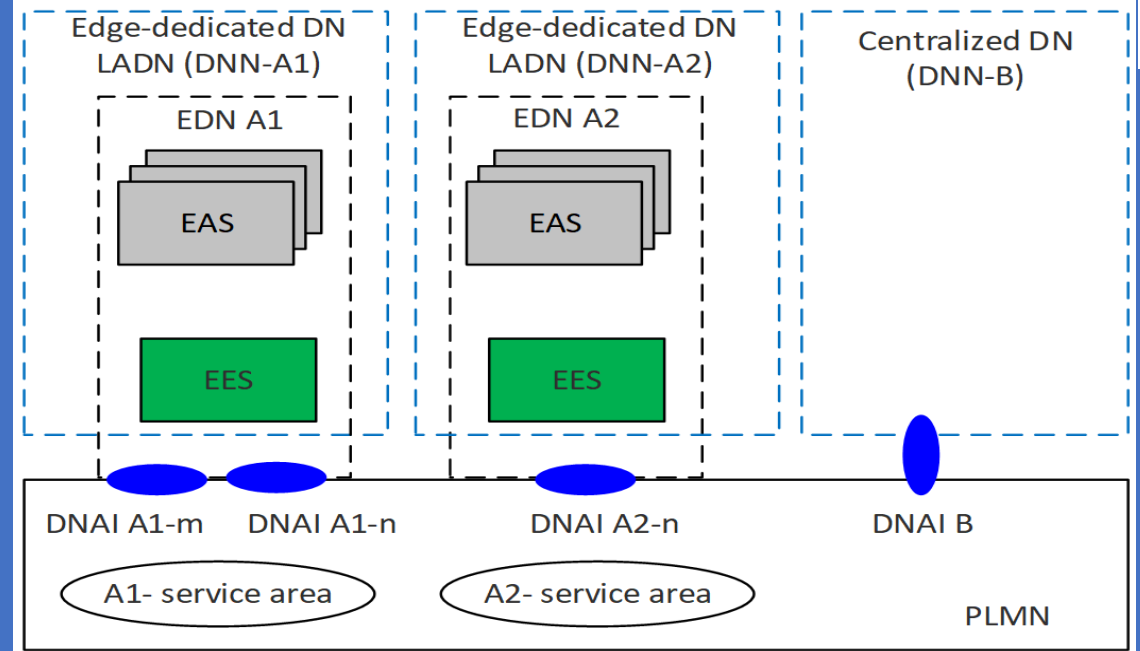 Edge-dedicated DN
LADN (DNN-A1)
Edge-dedicated DN
LADN (DNN-A2)
Centralized DN
(DNN-B)
EDN A1
EDN A2
EAS
EAS
EES
EES
DNAI A1-m
DNAI A1-n
DNAI A2-n
DNAI B
A1- service area
A2- service area
PLMN